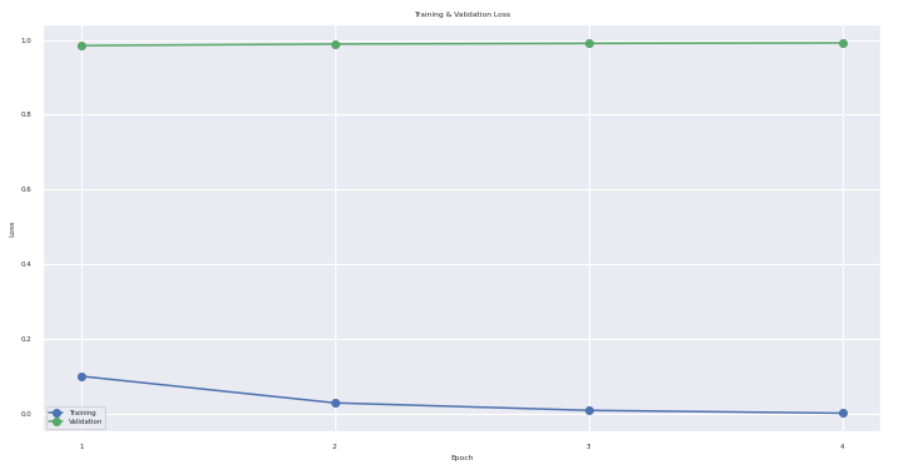 Training & Validation Loss
1.0
0.8
0.6
0.4
0.2
0.0
Loss
Training
Validation
1 2 3 4
Epoch